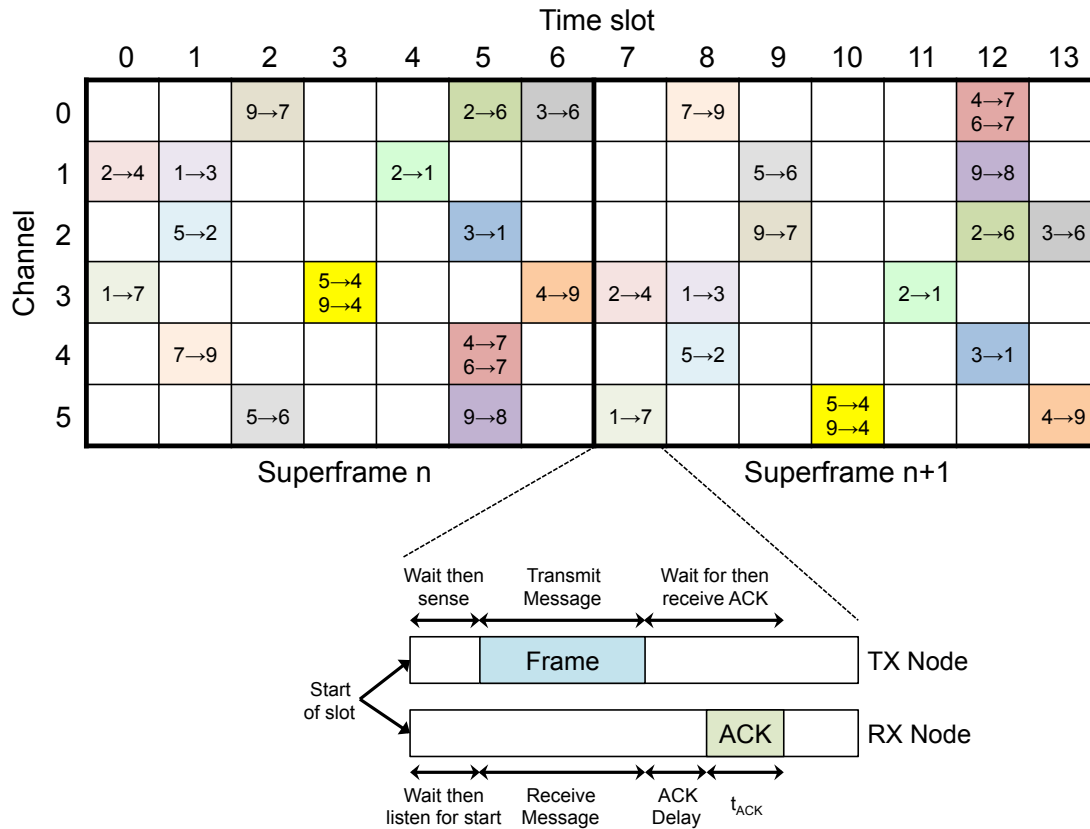 Time slot
0 1 2 3 4 5 6 7 8 9 10 11 12 13
Channel
0 9→7 2→6 3→6 7→9 4→7
6→7
1 2→4 1→3 2→1 5→6 9→8
2 5→2 3→1 9→7 2→6 3→6
3 1→7 5→4 4→9 2→4 1→3 2→1
9→4
4 7→9 4→7 5→2 3→1
6→7
5 5→6 9→8 1→7 5→4 4→9
9→4
Superframe n Superframe n+1
Wait then Transmit Wait for then
sense Message receive ACK
Frame TX Node
Start
of slot
ACK RX Node
Wait then Receive ACK tACK
listen for start Message Delay